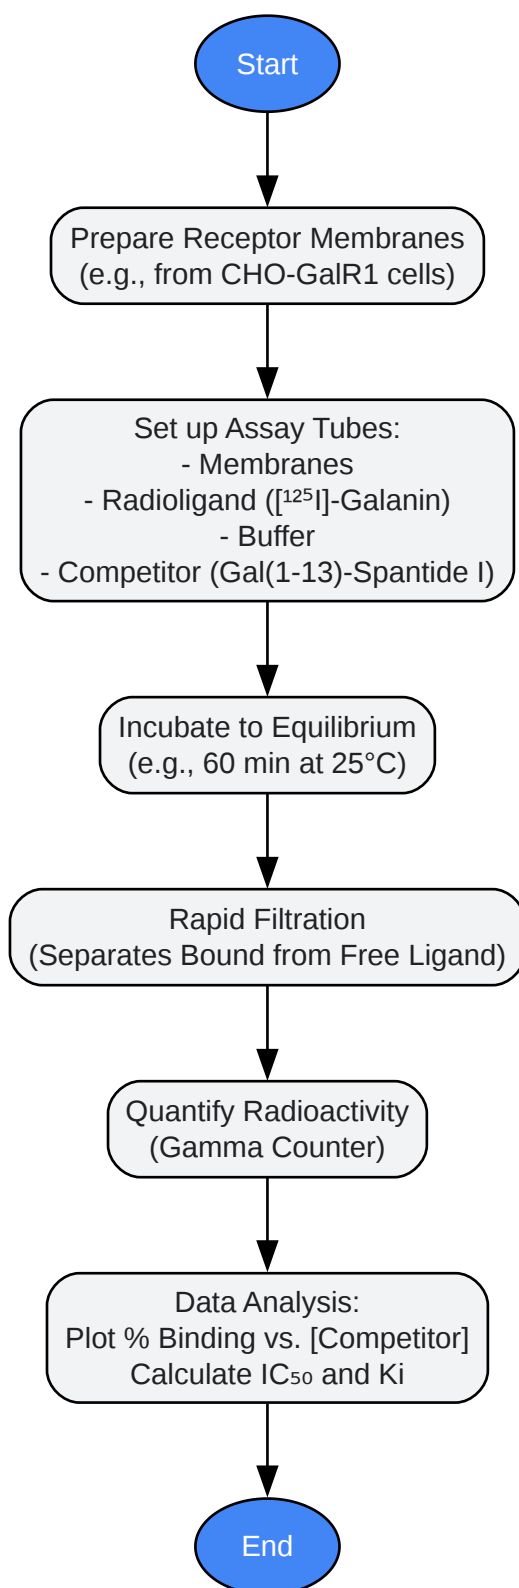 Start
Prepare Receptor Membranes
(e.g., from CHO-GalR1 cells)
Set up Assay Tubes:
- Membranes
- Radioligand ([¹²⁵I]-Galanin)
- Buffer
- Competitor (Gal(1-13)-Spantide I)
Incubate to Equilibrium
(e.g., 60 min at 25°C)
Rapid Filtration
(Separates Bound from Free Ligand)
Quantify Radioactivity
(Gamma Counter)
Data Analysis:
Plot % Binding vs. [Competitor]
Calculate IC₅₀ and Ki
End